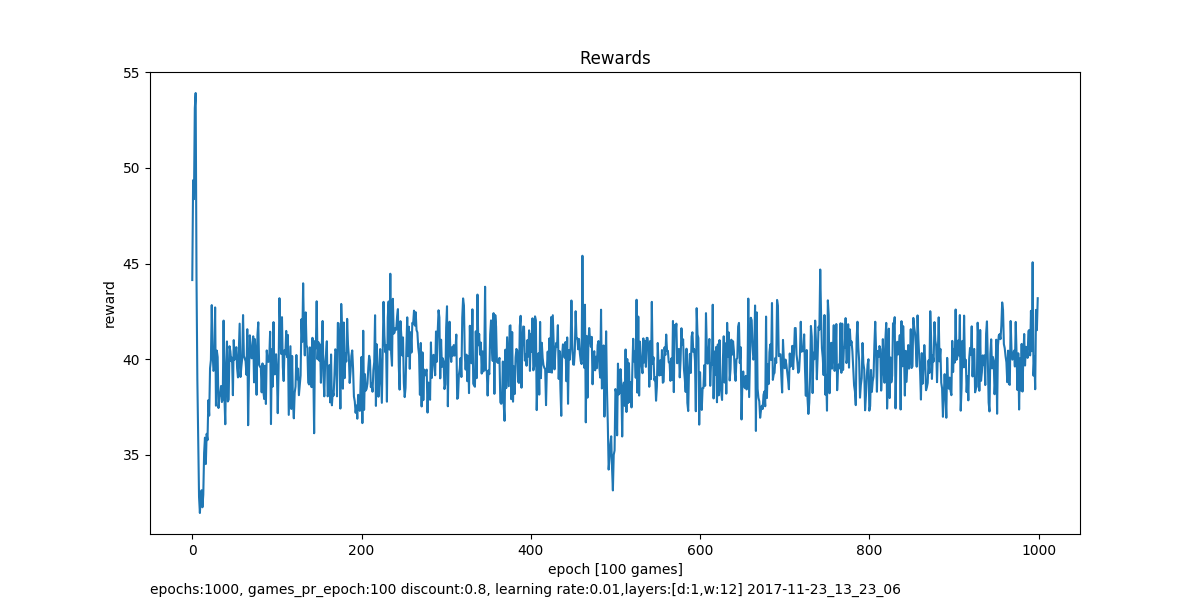 Rewards
55
50
45
40
35
reward
0
200
400
600
800
1000
epoch [100 games]
epochs:1000, games_pr_epoch:100 discount:0.8, learning rate:0.01,layers:[d:1,w:12] 2017-11-23_13_23_06